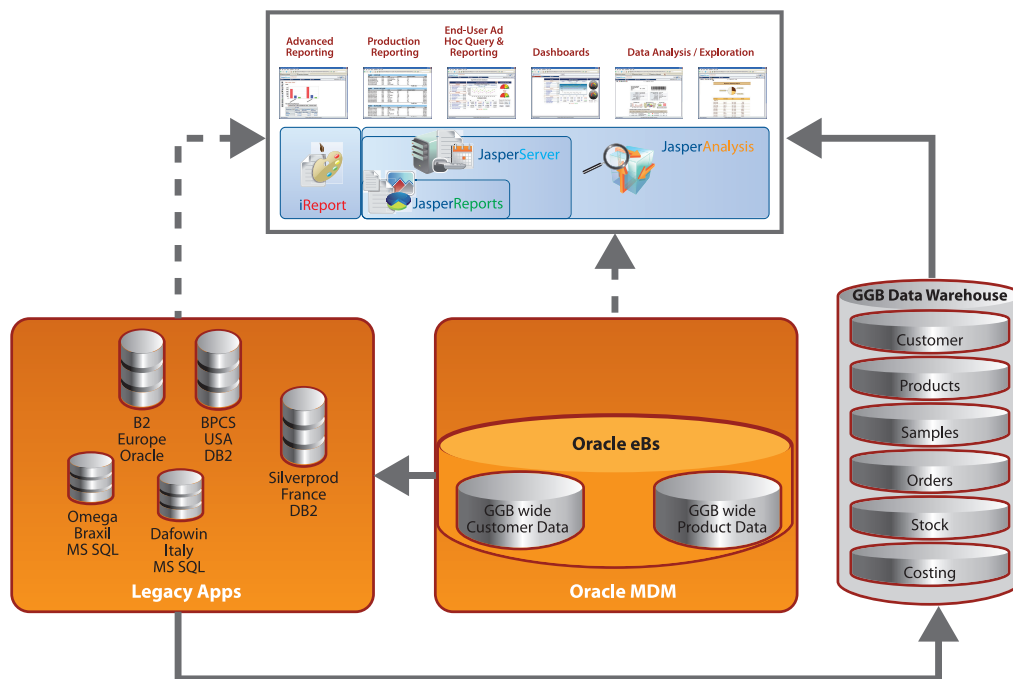 Advanced
Reporting
Production
Reporting
End-User Ad
Hoc Query &
Reporting
Dashboards
Data Analysis / Exploration
iReport
JasperServer
JasperReports
JasperAnalysis
GGB Data Warehouse
Customer
Products
Samples
Orders
Stock
Costing
B2
Europe
Oracle
BPCS
USA
DB2
Silverprod
France
DB2
Omega
Braxil
MS SQL
Dafowin
Italy
MS SQL
Legacy Apps
Oracle eBs
GGB wide
Customer Data
GGB wide
Product Data
Oracle MDM